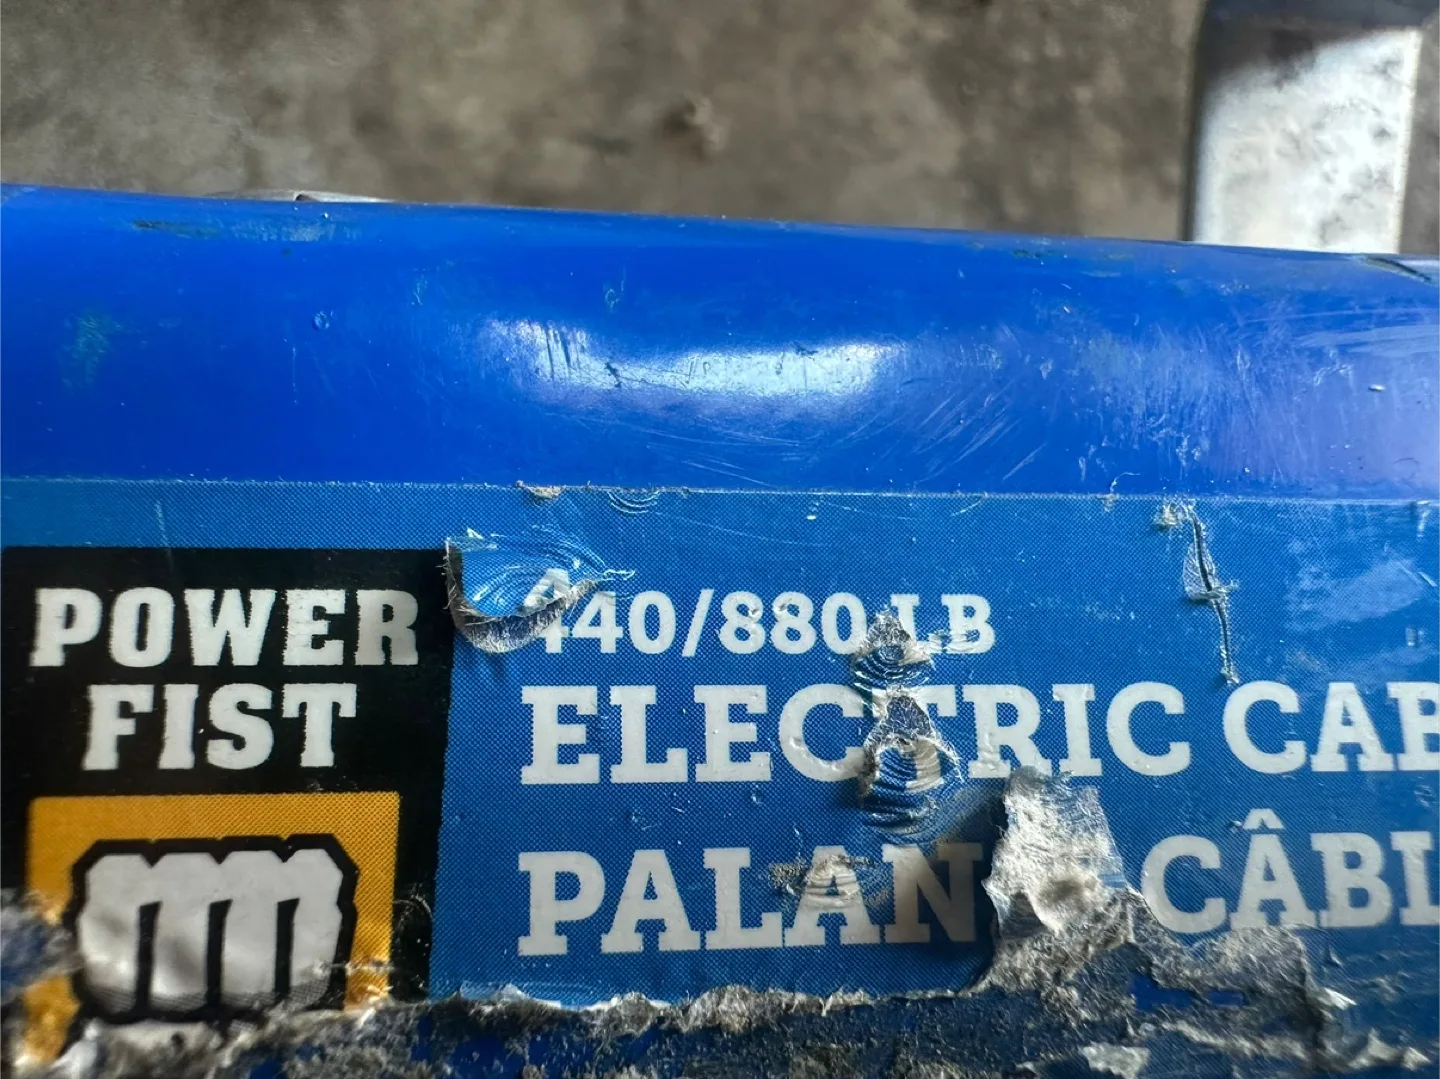 POWER
FIST
440/880 LB
ELECTRIC CAB
PALAN CÂBL